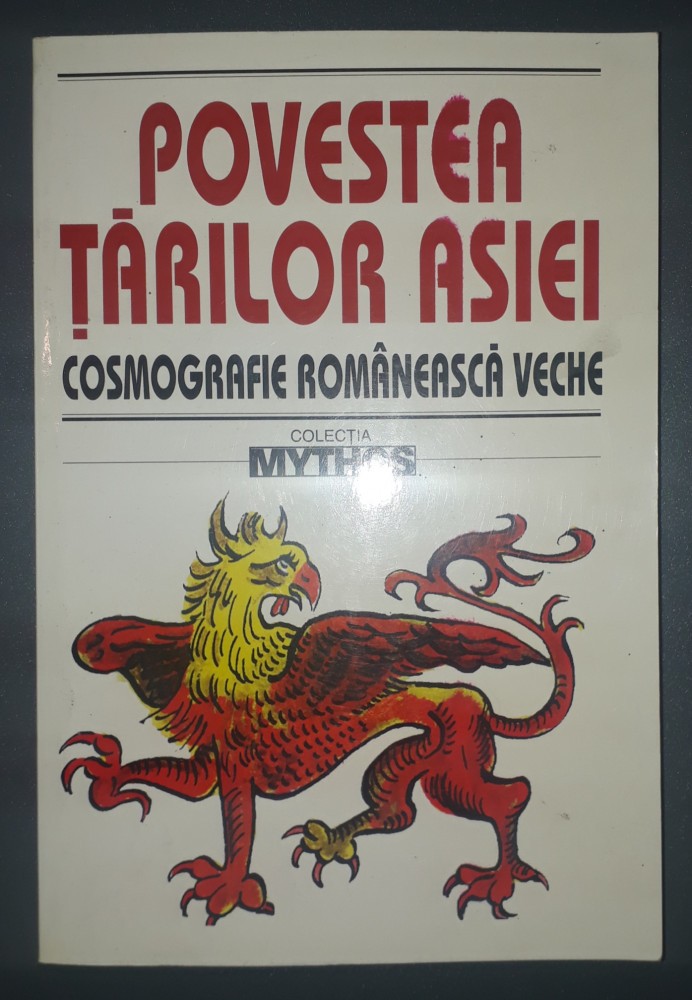 POVESTEA
ȚĂRILOR ASIEI
COSMOGRAFIE ROMÂNEASCĂ VECHE
COLECȚIA
MYTHOS